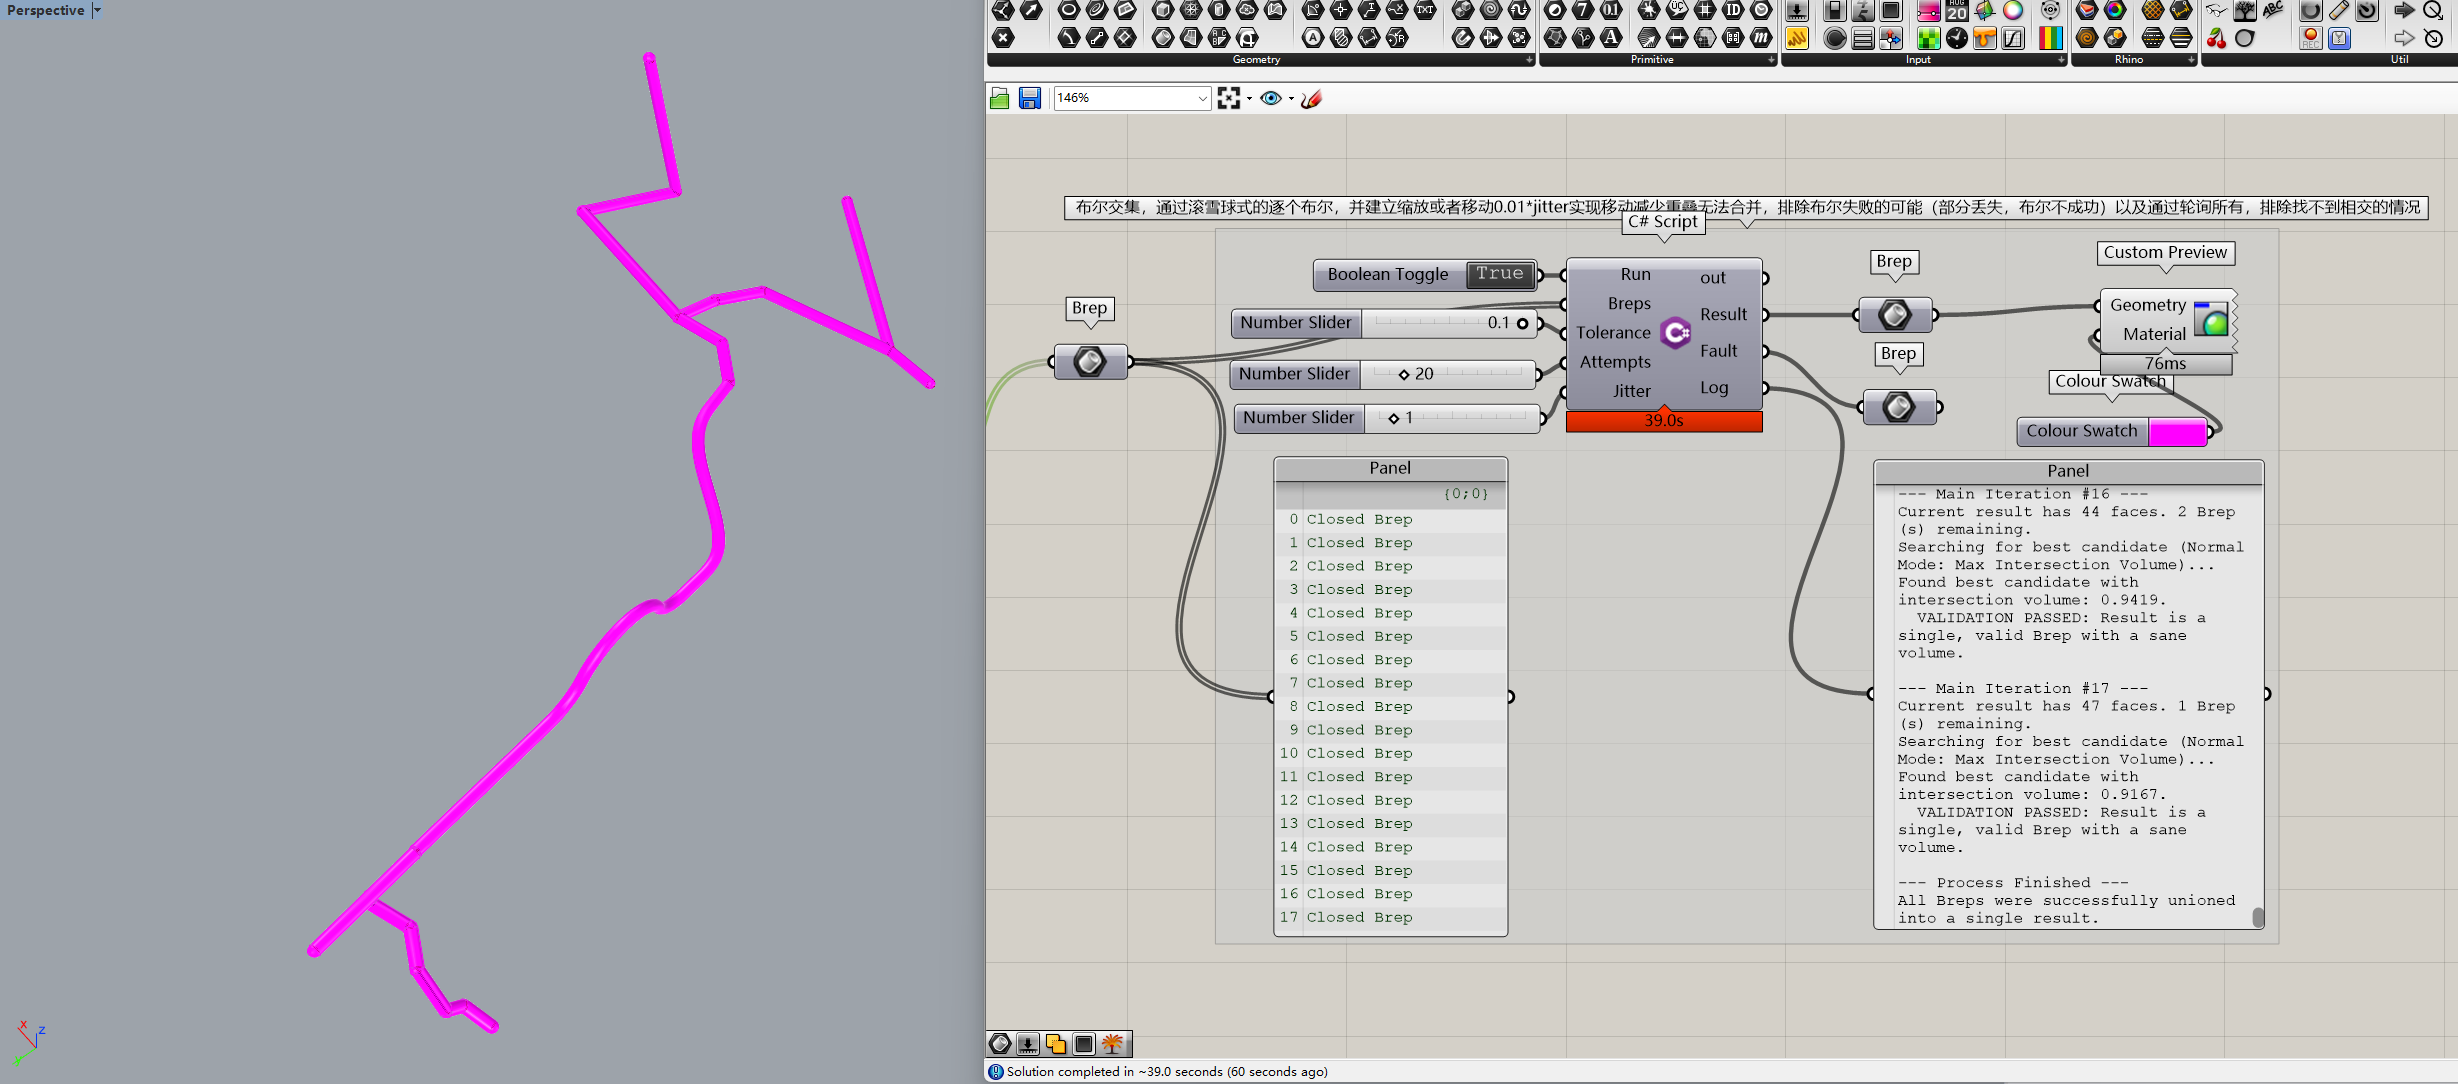 Perspective
Geometry
Primitive
Input
Rhino
Util
146%
布尔交集，通过滚雪球式的逐个布尔，并建立缩放或者移动0.01*jitter实现移动减少重叠无法合并，排除布尔失败的可能（部分丢失，布尔不成功）以及通过轮询所有，排除找不到相交的情况
C# Script
Boolean Toggle True
Run
Breps
Tolerance
Attempts
Jitter
out
Result
Fault
Log
39.0s
Brep
Number Slider 0.1
Number Slider 20
Number Slider 1
Brep
Brep
Custom Preview
Geometry
Material
76ms
Colour Swatch
Colour Swatch
Panel
{0;0}
0 Closed Brep
1 Closed Brep
2 Closed Brep
3 Closed Brep
4 Closed Brep
5 Closed Brep
6 Closed Brep
7 Closed Brep
8 Closed Brep
9 Closed Brep
10 Closed Brep
11 Closed Brep
12 Closed Brep
13 Closed Brep
14 Closed Brep
15 Closed Brep
16 Closed Brep
17 Closed Brep
Panel
--- Main Iteration #16 ---
Current result has 44 faces. 2 Brep
(s) remaining.
Searching for best candidate (Normal
Mode: Max Intersection Volume)...
Found best candidate with
intersection volume: 0.9419.
VALIDATION PASSED: Result is a
single, valid Brep with a sane
volume.
--- Main Iteration #17 ---
Current result has 47 faces. 1 Brep
(s) remaining.
Searching for best candidate (Normal
Mode: Max Intersection Volume)...
Found best candidate with
intersection volume: 0.9167.
VALIDATION PASSED: Result is a
single, valid Brep with a sane
volume.
--- Process Finished ---
All Breps were successfully unioned
into a single result.
x
z
y
Solution completed in ~39.0 seconds (60 seconds ago)